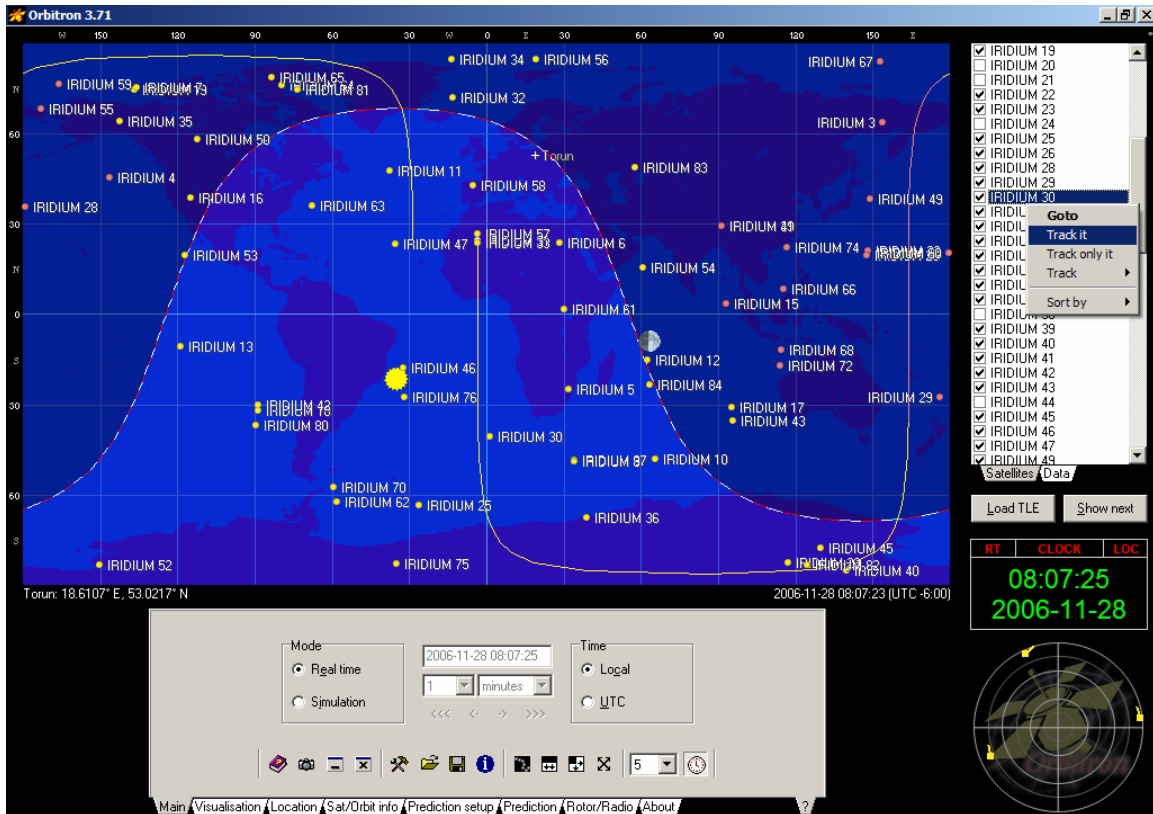 Orbitron 3.71
W 150 120 90 60 30 W 0 E 30 60 90 120 150 E
IRIDIUM 34
IRIDIUM 56
IRIDIUM 67
IRIDIUM 65
IRIDIUM 59
IRIDIUM 81
N
IRIDIUM 32
IRIDIUM 55
IRIDIUM 35
IRIDIUM 3
60
IRIDIUM 50
Torun
IRIDIUM 11
IRIDIUM 83
IRIDIUM 4
IRIDIUM 58
IRIDIUM 16
IRIDIUM 63
IRIDIUM 49
IRIDIUM 28
30
IRIDIUM 57
IRIDIUM 47
IRIDIUM 6
IRIDIUM 74
IRIDIUM 53
N
IRIDIUM 54
IRIDIUM 66
IRIDIUM 15
IRIDIUM 61
0
IRIDIUM 13
IRIDIUM 68
IRIDIUM 12
IRIDIUM 72
S
IRIDIUM 46
IRIDIUM 84
IRIDIUM 5
IRIDIUM 76
IRIDIUM 29
30
IRIDIUM 42
IRIDIUM 17
IRIDIUM 80
IRIDIUM 43
IRIDIUM 30
IRIDIUM 10
IRIDIUM 70
60
IRIDIUM 62
IRIDIUM 25
IRIDIUM 36
S
IRIDIUM 45
IRIDIUM 52
IRIDIUM 75
IRIDIUM 40
Torun: 18.6107° E, 53.0217° N
2006-11-28 08:07:23 (UTC -6:00)
IRIDIUM 19
IRIDIUM 20
IRIDIUM 21
IRIDIUM 22
IRIDIUM 23
IRIDIUM 24
IRIDIUM 25
IRIDIUM 26
IRIDIUM 28
IRIDIUM 29
IRIDIUM 30
Goto
Track it
Track only it
Track
Sort by
IRIDIUM 39
IRIDIUM 40
IRIDIUM 41
IRIDIUM 42
IRIDIUM 43
IRIDIUM 44
IRIDIUM 45
IRIDIUM 46
IRIDIUM 47
IRIDIUM 49
Satellites Data
Load TLE Show next
RT CLOCK LOC
08:07:25
2006-11-28
Mode
Real time
Simulation
2006-11-28 08:07:25
1 minutes
<<< <- -> >>>
Time
Local
UTC
5
Main Visualisation Location Sat/Orbit info Prediction setup Prediction Rotor/Radio About ?